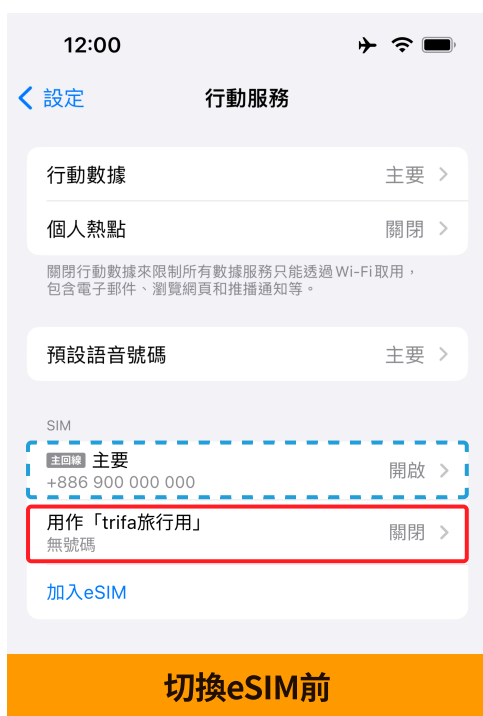 12:00
設定
行動服務
行動數據
主要
個人熱點
關閉
關閉行動數據來限制所有數據服務只能透過Wi-Fi取用，
包含電子郵件、瀏覽網頁和推播通知等。
預設語音號碼
主要
SIM
主回線 主要
+886 900 000 000
開啟
用作「trifa旅行用」
無號碼
關閉
加入eSIM
切換eSIM前